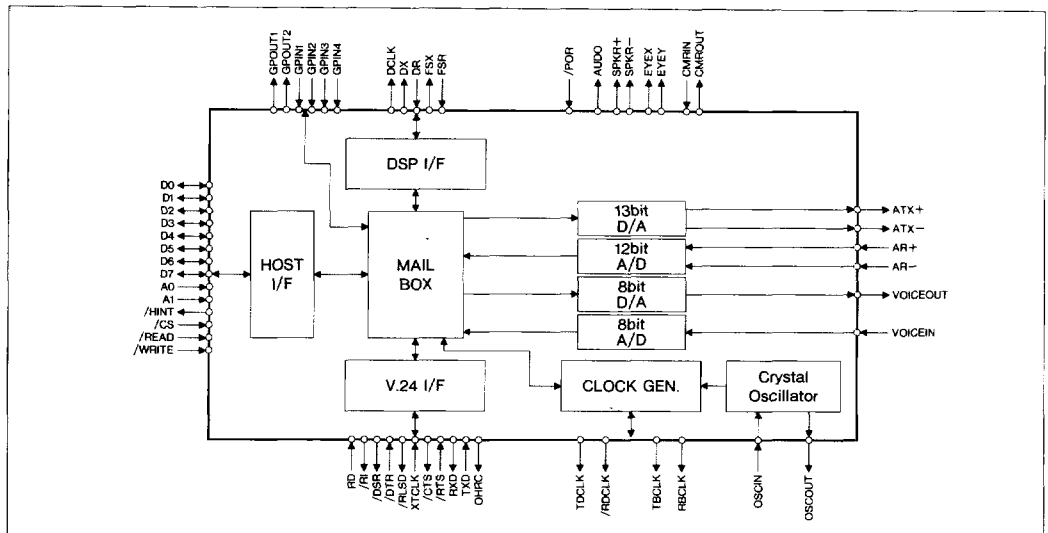 GPOUT1
GPOUT2
GPIN1
GPIN2
GPIN3
GPIN4
DCLK
DX
DR
FSX
FSR
/POR
AUDO
SPKR+
SPKR−
EYEX
EYEY
CMRIN
CMROUT
D0
D1
D2
D3
D4
D5
D6
D7
A0
A1
/HINT
/CS
/READ
/WRITE
HOST
I/F
DSP I/F
MAIL
BOX
V.24 I/F
13bit
D/A
12bit
A/D
8bit
D/A
8bit
A/D
CLOCK GEN.
Crystal
Oscillator
ATX+
ATX−
AR+
AR−
VOICEOUT
VOICEIN
RD
/RI
/DSR
/DTR
/RLSD
XTCLK
/CTS
/RTS
RXD
TXD
OHRC
TDCLK
/RDCLK
TBCLK
RBCLK
OSCIN
OSCOUT